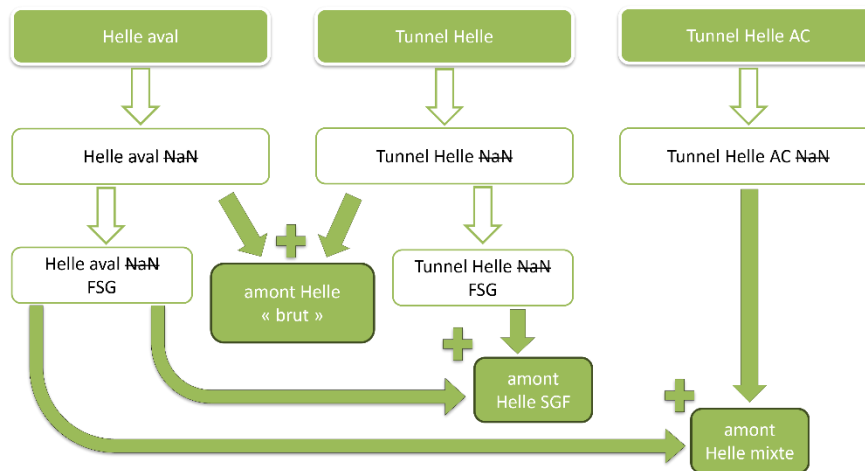 Helle aval
Tunnel Helle
Tunnel Helle AC
Helle aval NaN
Tunnel Helle NaN
Tunnel Helle AC NaN
Helle aval NaN
FSG
amont Helle
« brut »
Tunnel Helle NaN
FSG
amont
Helle SGF
amont
Helle mixte